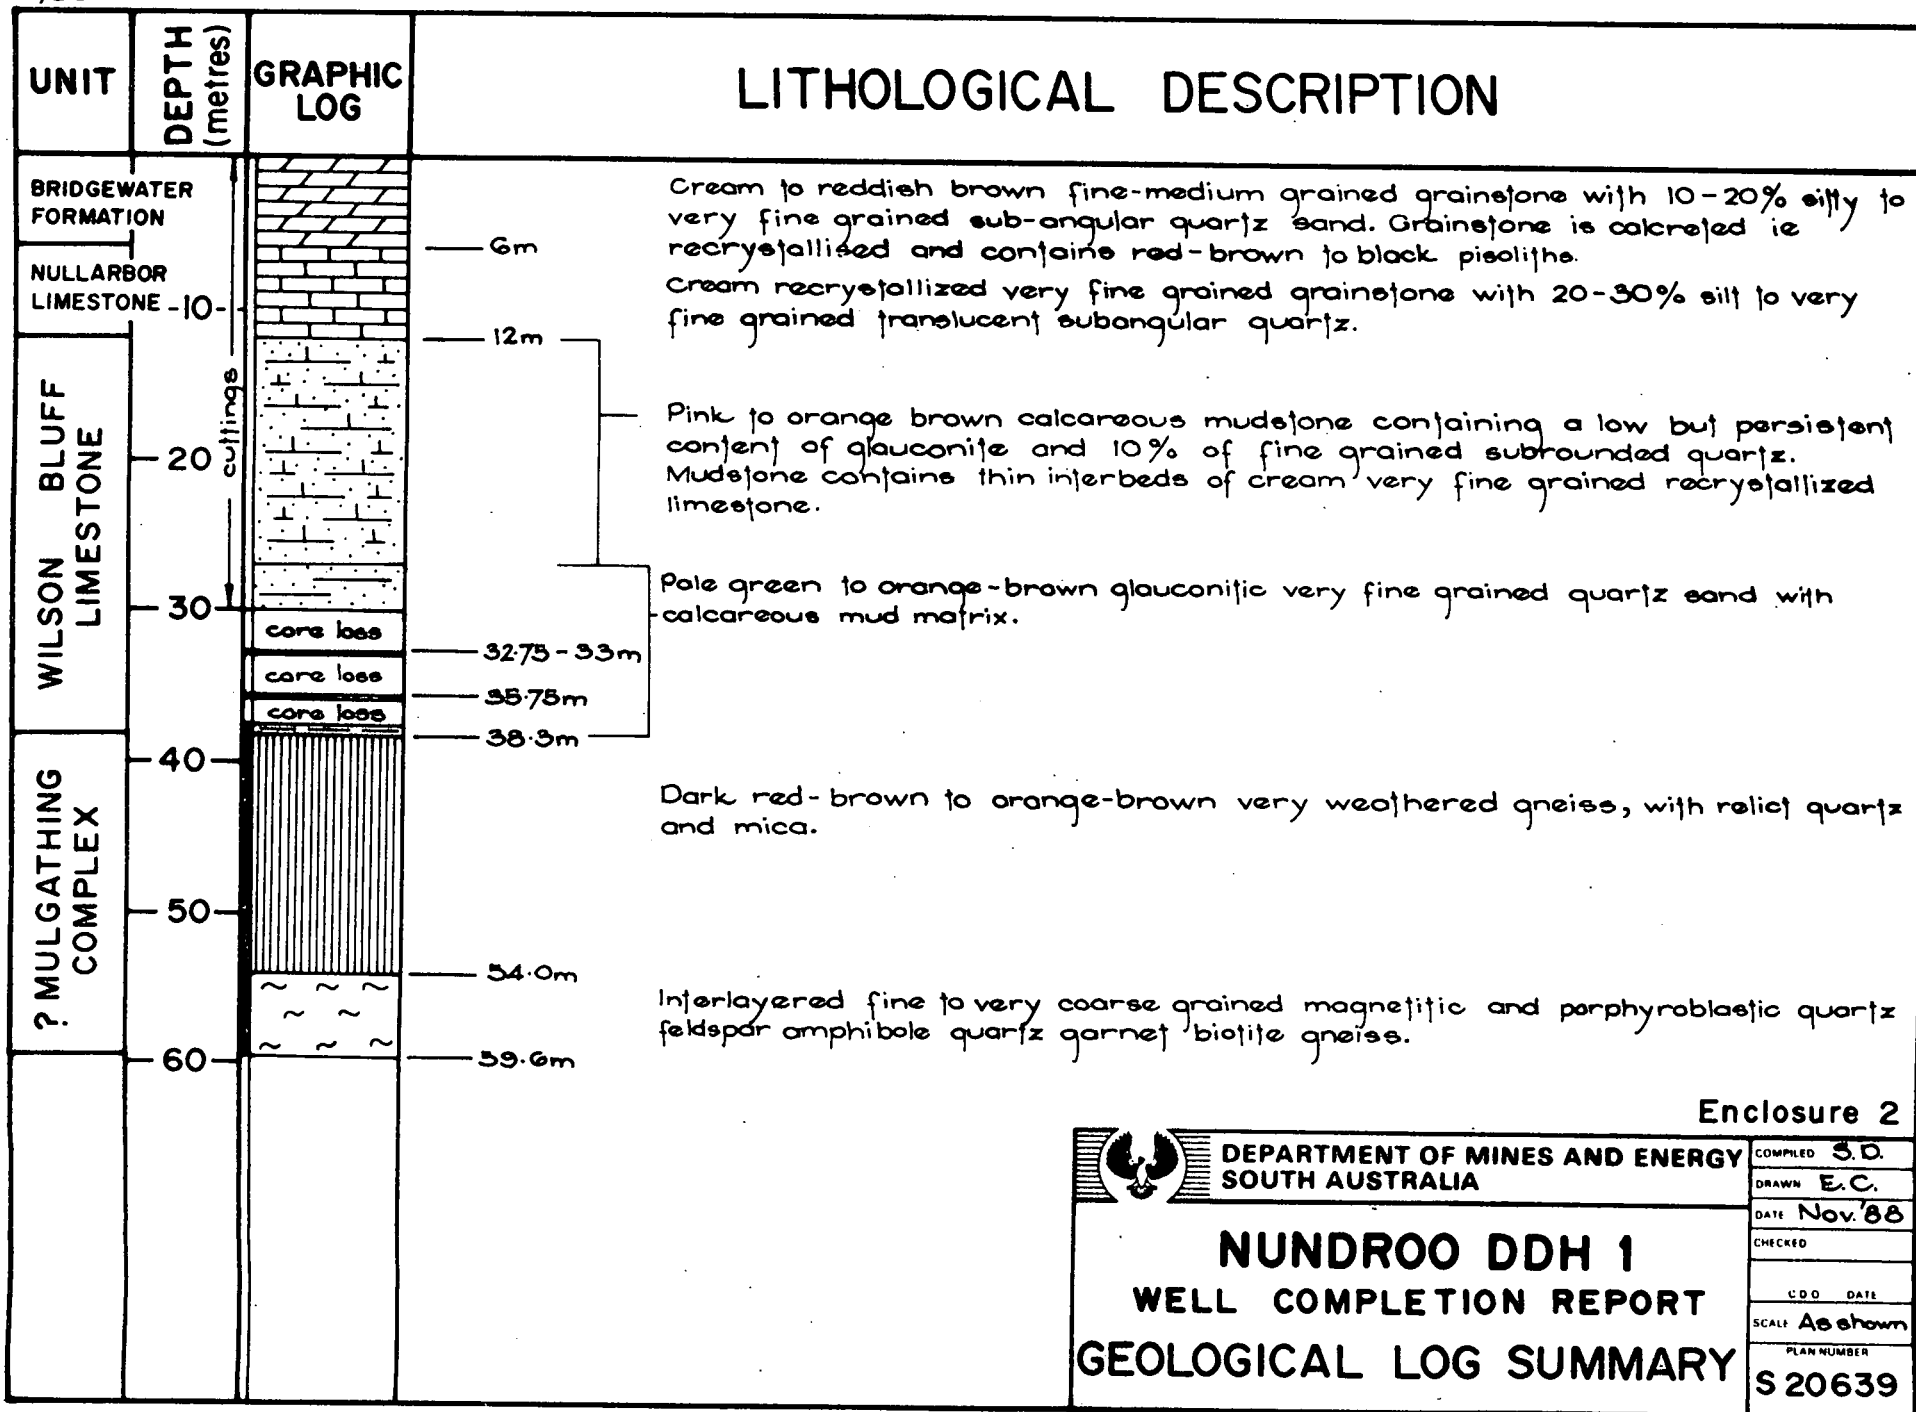 UNIT
DEPTH
(metres)
GRAPHIC
LOG
LITHOLOGICAL DESCRIPTION
BRIDGEWATER
FORMATION
Cream to reddish brown fine-medium grained grainstone with 10-20% silty to
very fine grained sub-angular quartz sand. Grainstone is calcreted ie
recrystallised and contains red-brown to black pisoliths.
6m
NULLARBOR
LIMESTONE
10
Cream recrystallized very fine grained grainstone with 20-30% silt to very
fine grained translucent subangular quartz.
12m
cuttings
WILSON BLUFF
LIMESTONE
20
Pink to orange brown calcareous mudstone containing a low but persistent
content of glauconite and 10% of fine grained subrounded quartz.
Mudstone contains thin interbeds of cream very fine grained recrystallized
limestone.
30
Pale green to orange-brown glauconitic very fine grained quartz sand with
calcareous mud matrix.
core loss
32.75-33m
core loss
35.75m
core loss
38.3m
40
? MULGATHING
COMPLEX
Dark red-brown to orange-brown very weathered gneiss, with relict quartz
and mica.
50
54.0m
Interlayered fine to very coarse grained magnetitic and porphyroblastic quartz
feldspar amphibole quartz garnet biotite gneiss.
59.6m
60
Enclosure 2
DEPARTMENT OF MINES AND ENERGY
SOUTH AUSTRALIA
NUNDROO DDH 1
WELL COMPLETION REPORT
GEOLOGICAL LOG SUMMARY
COMPILED S.D.
DRAWN E.C.
DATE Nov.'88
CHECKED
C D O DATE
SCALE As shown
PLAN NUMBER
S 20639